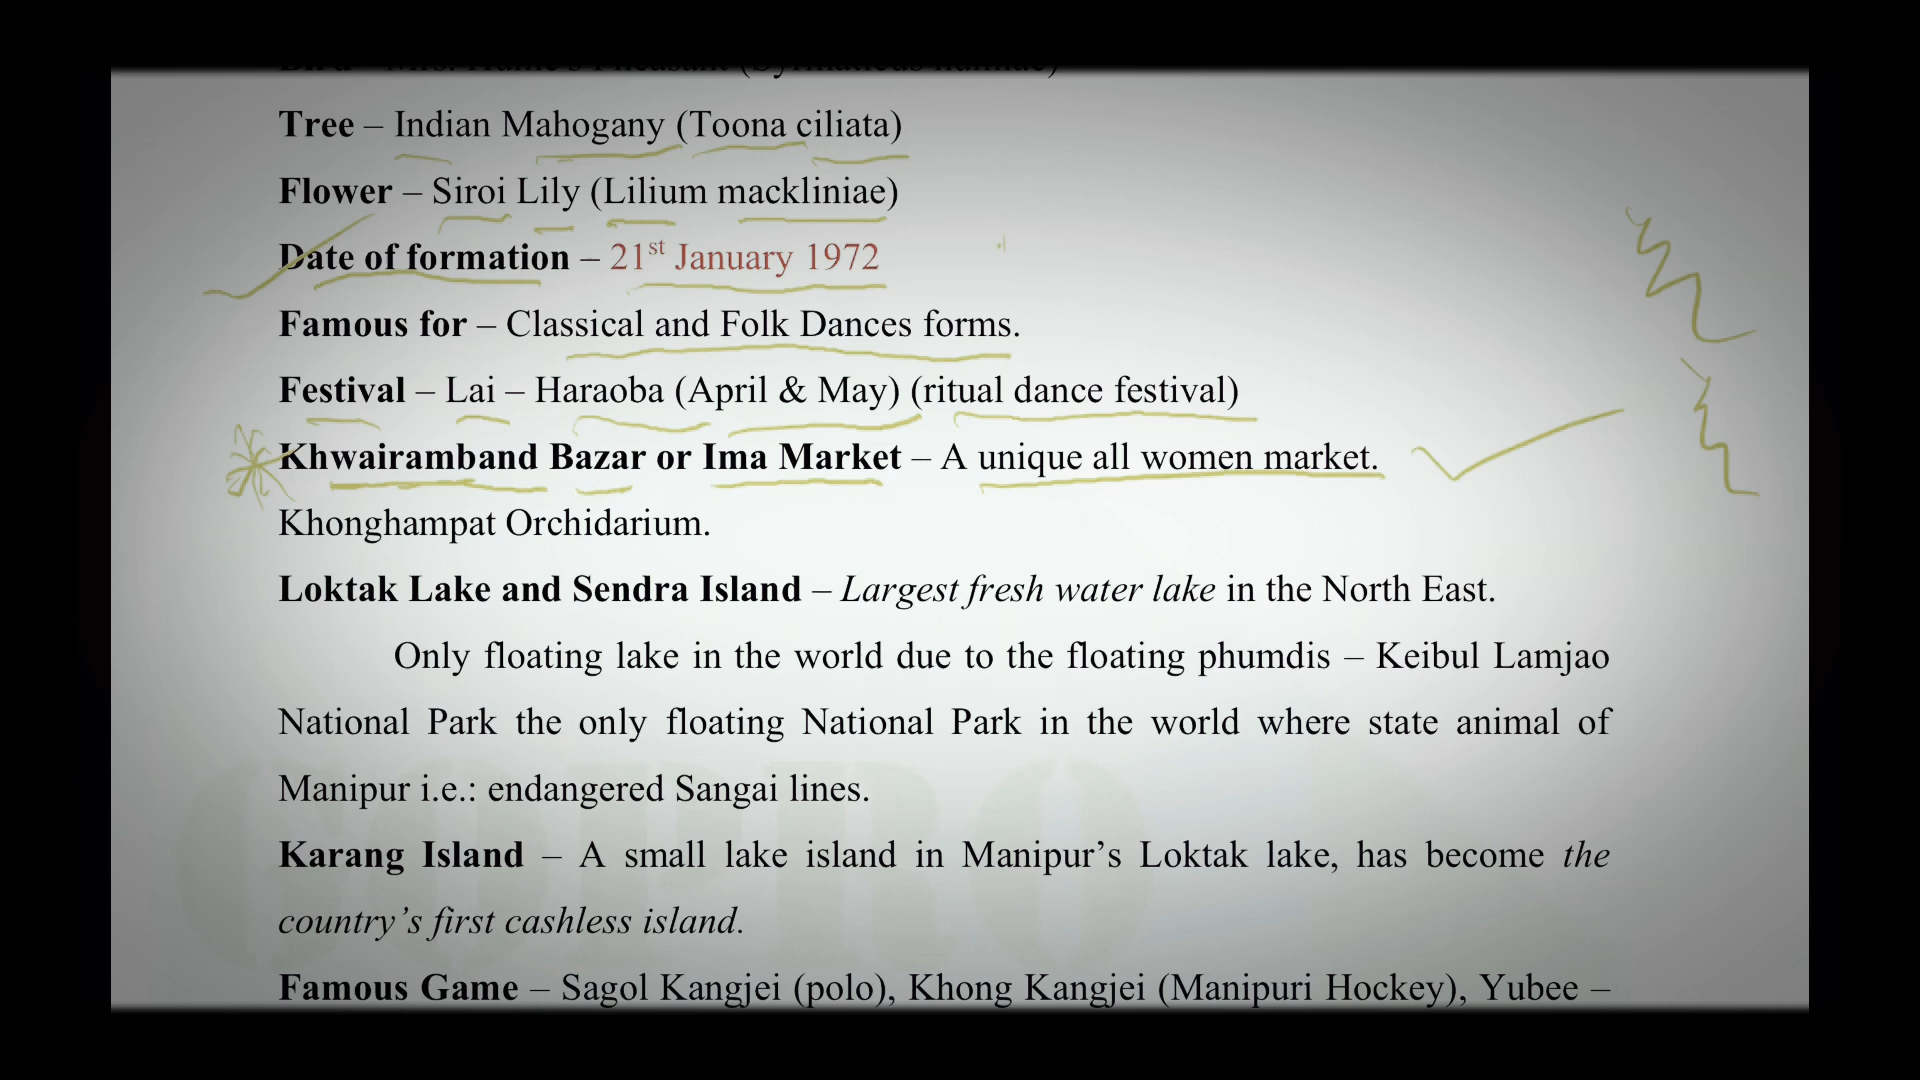 Tree – Indian Mahogany (Toona ciliata)
Flower – Siroi Lily (Lilium mackliniae)
Date of formation – 21st January 1972
Famous for – Classical and Folk Dances forms.
Festival – Lai – Haraoba (April & May) (ritual dance festival)
Khwairamband Bazar or Ima Market – A unique all women market.
Khonghampat Orchidarium.
Loktak Lake and Sendra Island – Largest fresh water lake in the North East.
Only floating lake in the world due to the floating phumdis – Keibul Lamjao
National Park the only floating National Park in the world where state animal of
Manipur i.e.: endangered Sangai lines.
Karang Island – A small lake island in Manipur’s Loktak lake, has become the
country’s first cashless island.
Famous Game – Sagol Kangjei (polo), Khong Kangjei (Manipuri Hockey), Yubee –